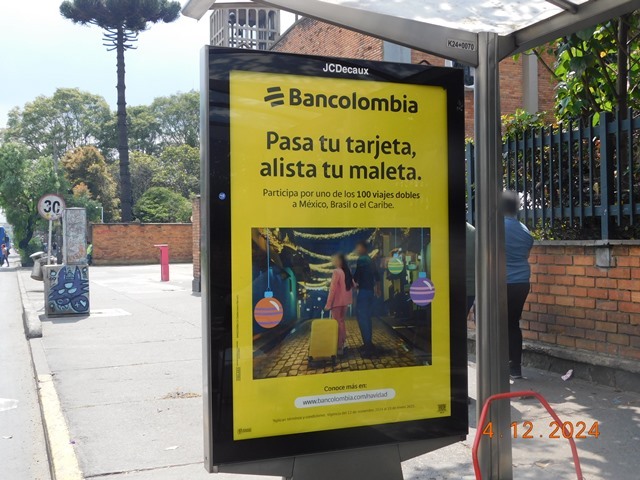 K24+0070
JCDecaux
Bancolombia
Pasa tu tarjeta,
alista tu maleta.
Participa por uno de los 100 viajes dobles
a México, Brasil o el Caribe.
30
Conoce más en:
www.bancolombia.com/navidad
4.12.2024